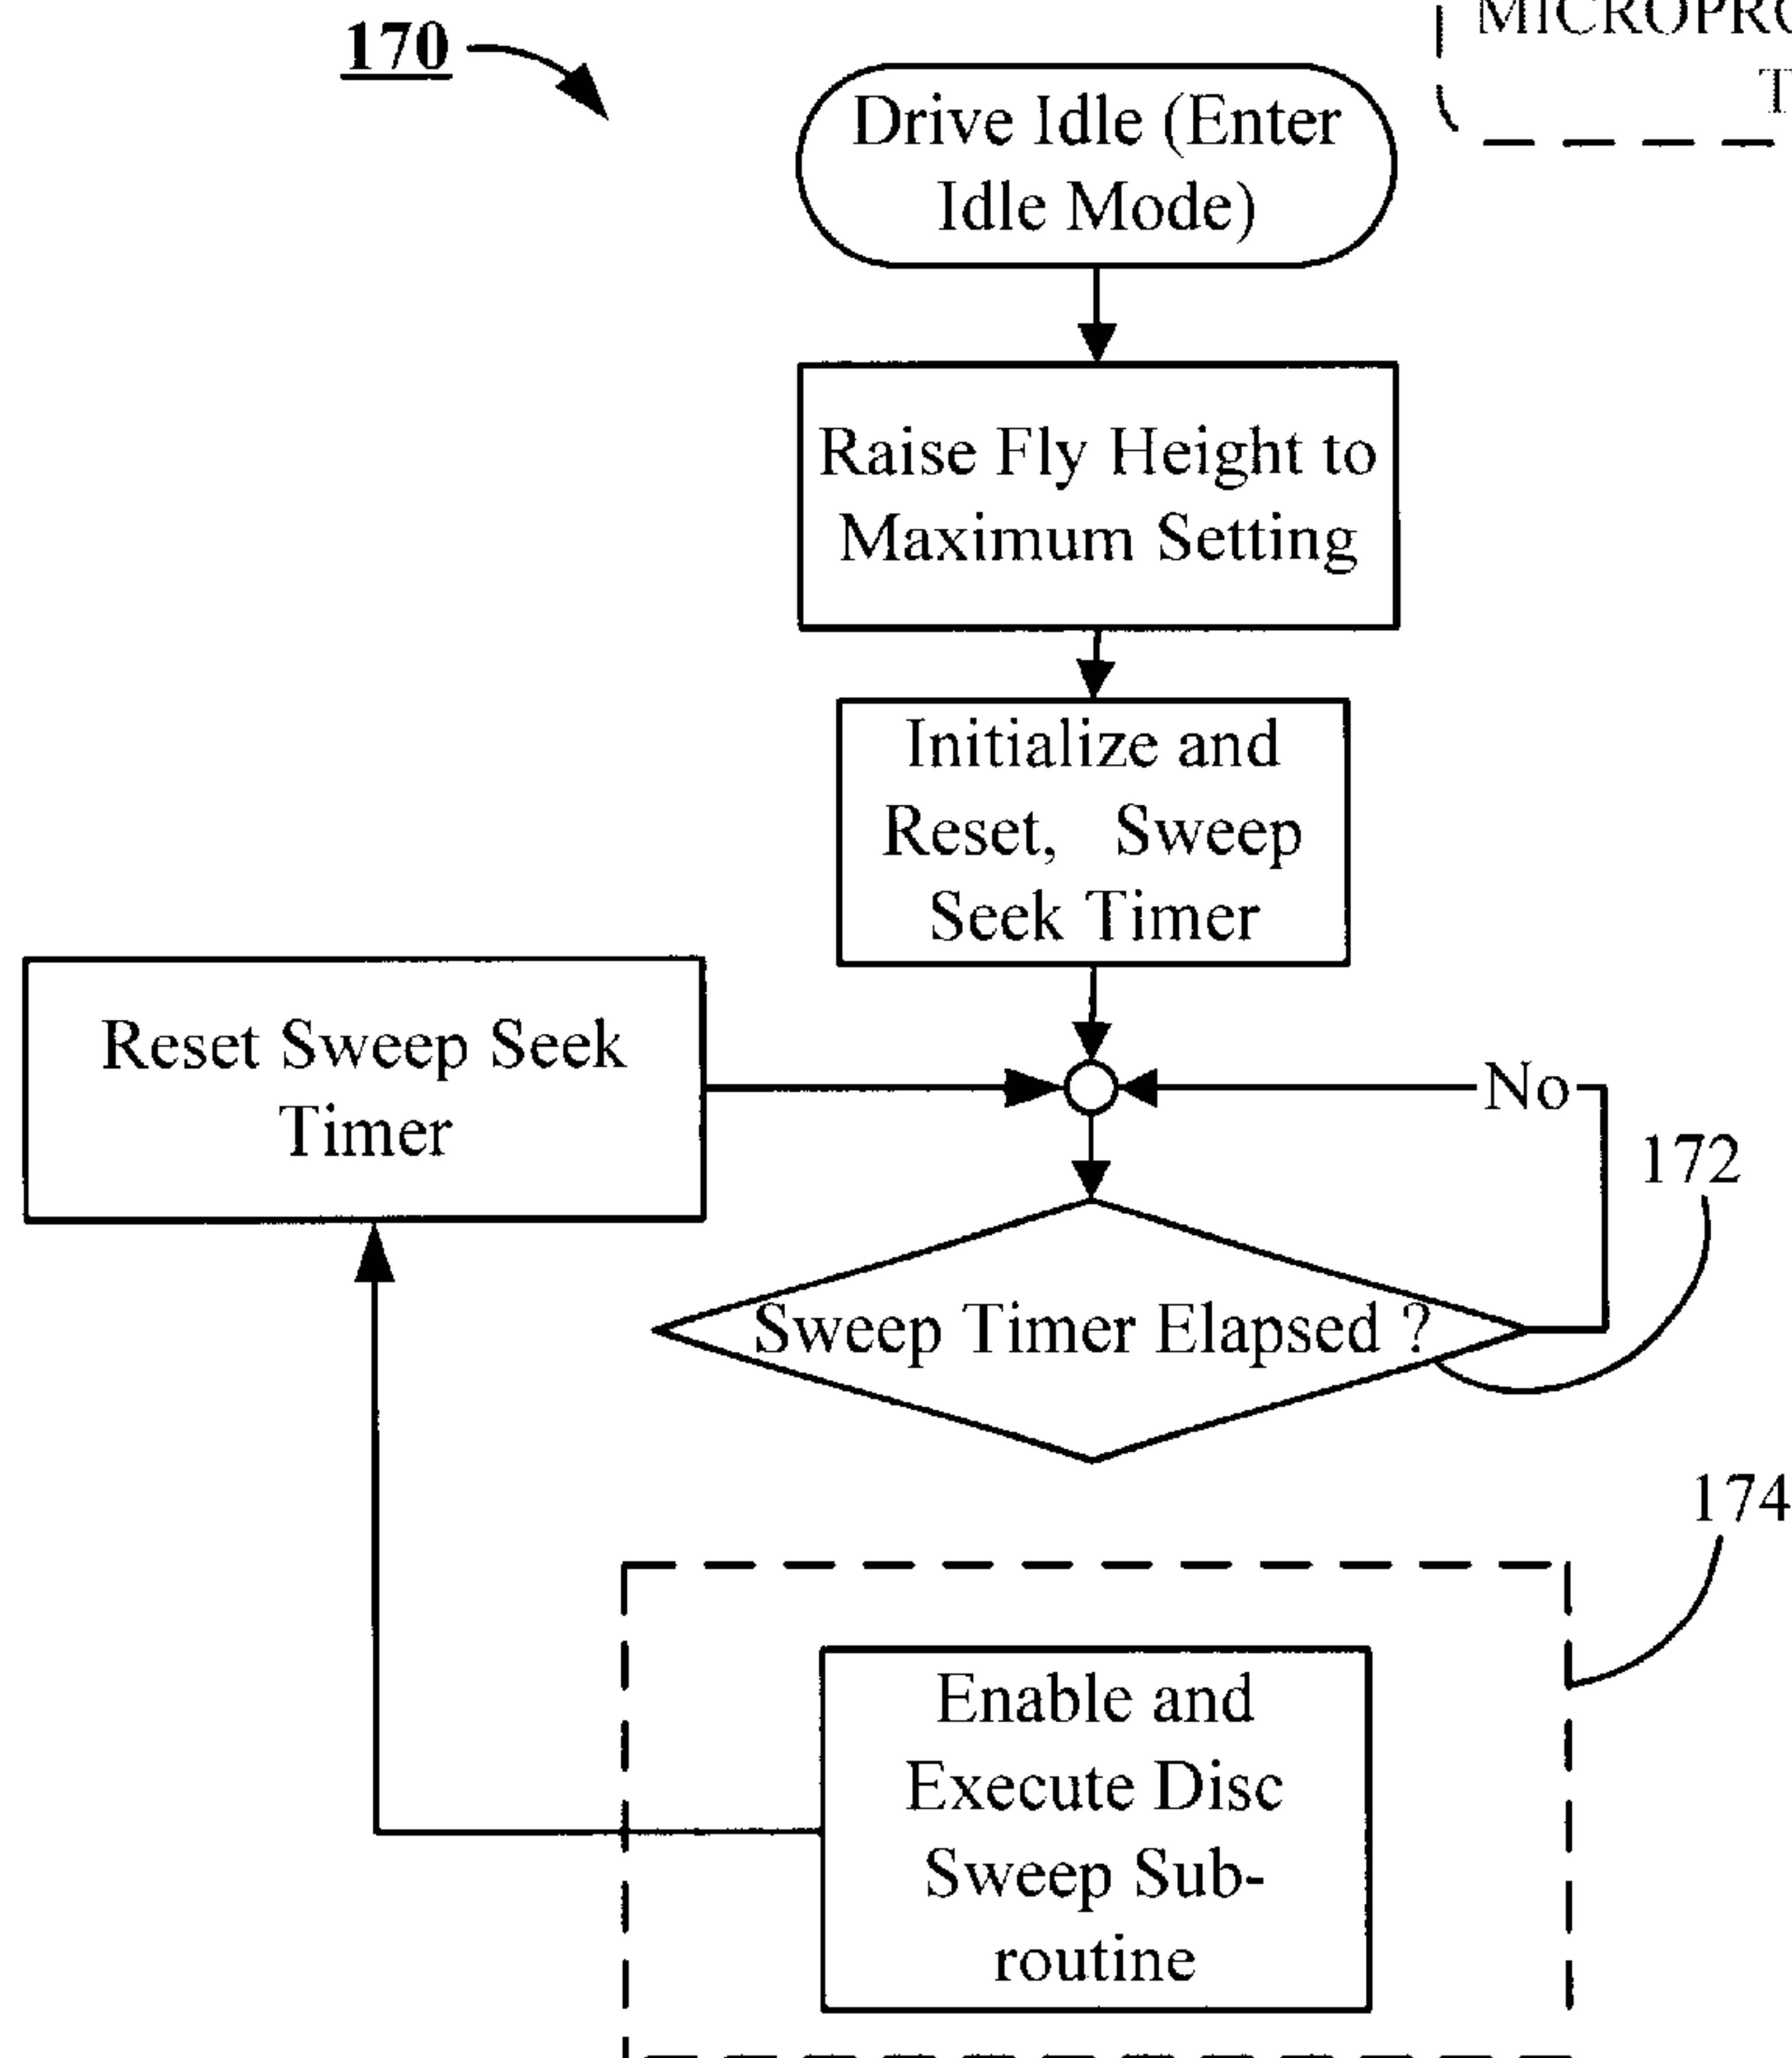 170
MICROPRO
T
Drive Idle (Enter
Idle Mode)
Raise Fly Height to
Maximum Setting
Initialize and
Reset, Sweep
Seek Timer
Reset Sweep Seek
Timer
No
172
Sweep Timer Elapsed ?
174
Enable and
Execute Disc
Sweep Sub-
routine